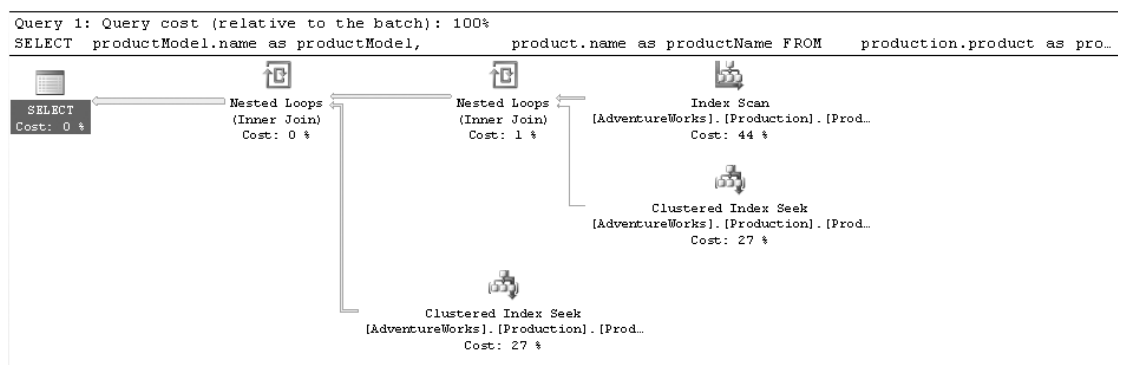 Query 1: Query cost (relative to the batch): 100%
SELECT productModel.name as productModel, product.name as productName FROM production.product as pro…
SELECT
Cost: 0 %
Nested Loops
(Inner Join)
Cost: 0 %
Nested Loops
(Inner Join)
Cost: 1 %
Index Scan
[AdventureWorks].[Production].[Prod…
Cost: 44 %
Clustered Index Seek
[AdventureWorks].[Production].[Prod…
Cost: 27 %
Clustered Index Seek
[AdventureWorks].[Production].[Prod…
Cost: 27 %